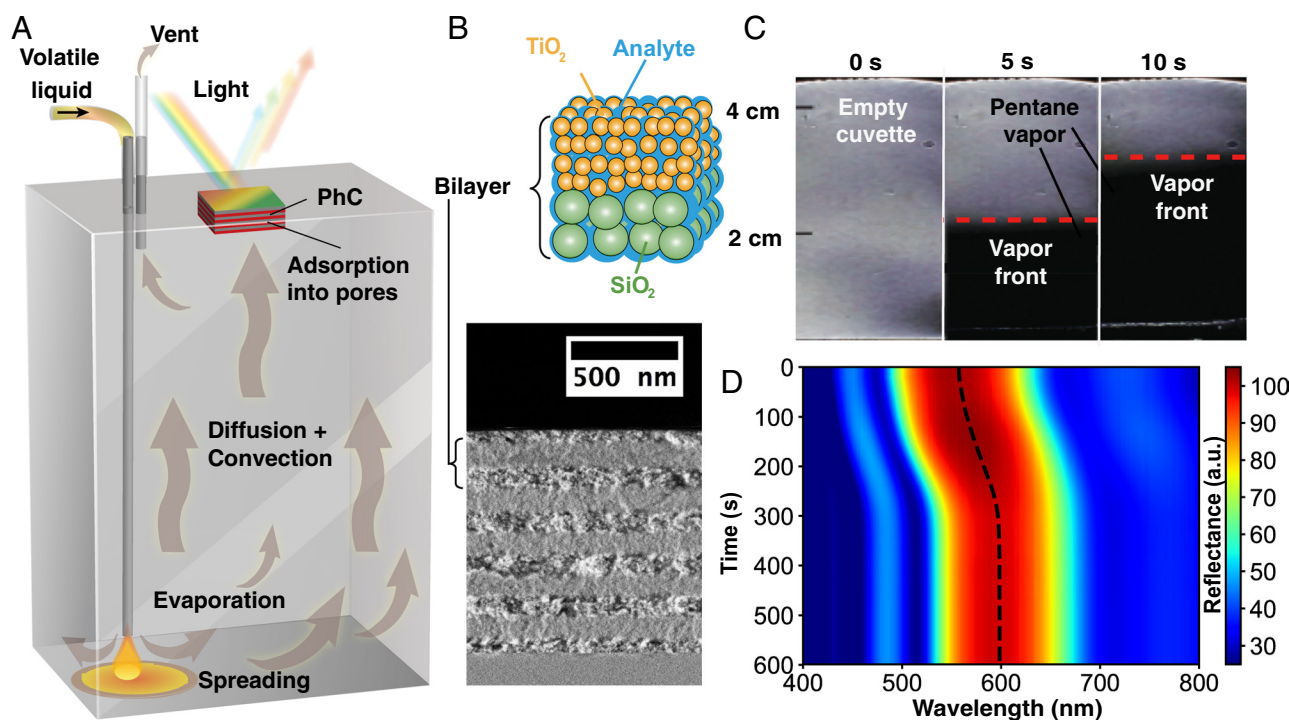 A
Volatile
liquid
Vent
Light
PhC
Adsorption
into pores
Diffusion +
Convection
Evaporation
Spreading
B
TiO2
Analyte
Bilayer
SiO2
500 nm
C
0 s
5 s
10 s
4 cm
2 cm
Empty
cuvette
Pentane
vapor
Vapor
front
Vapor
front
D
Time (s)
0
100
200
300
400
500
600
400
500
600
700
800
Wavelength (nm)
100
90
80
70
60
50
40
30
Reflectance (a.u.)